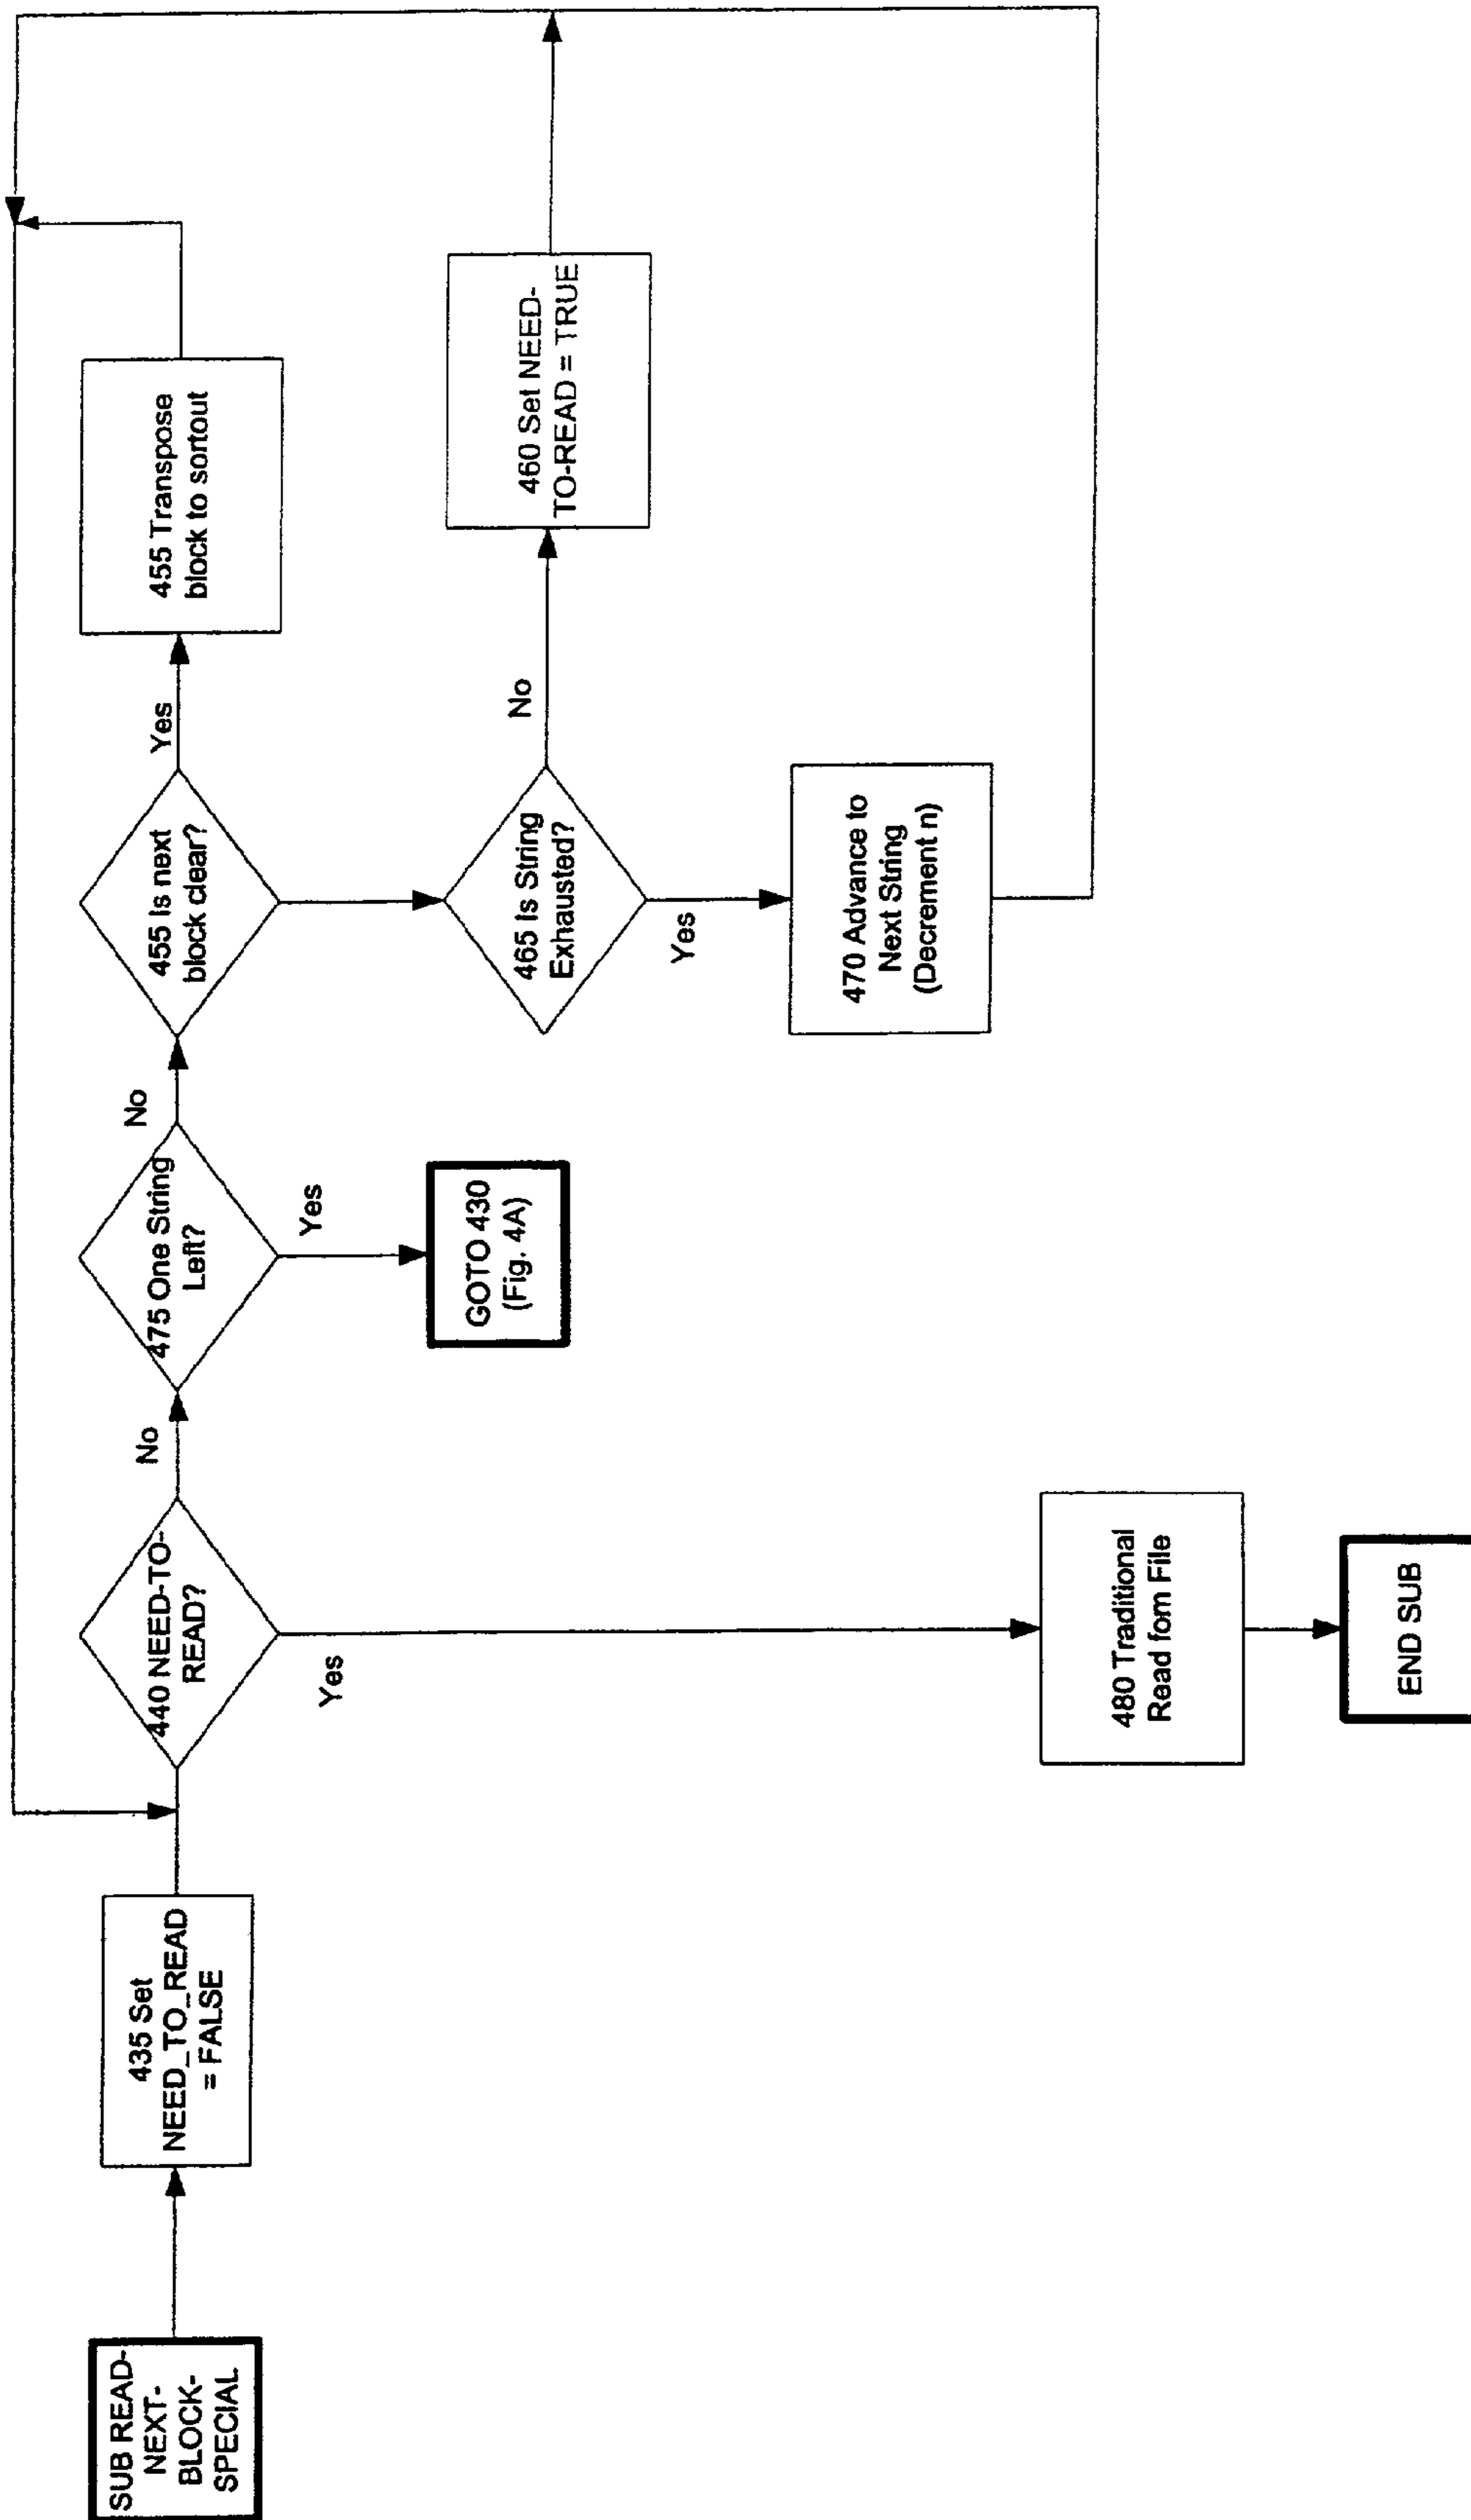 SUB READ-
NEXT-
BLOCK-
SPECIAL
435 Set
NEED_TO_READ
= FALSE
440 NEED-TO-
READ?
No
Yes
475 One String
Left?
No
Yes
GOTO 430
(Fig. 4A)
455 Is next
block clear?
Yes
455 Transpose
block to sortout
465 Is String
Exhausted?
No
Yes
460 Set NEED-
TO-READ = TRUE
470 Advance to
Next String
(Decrement n)
480 Traditional
Read fom File
END SUB